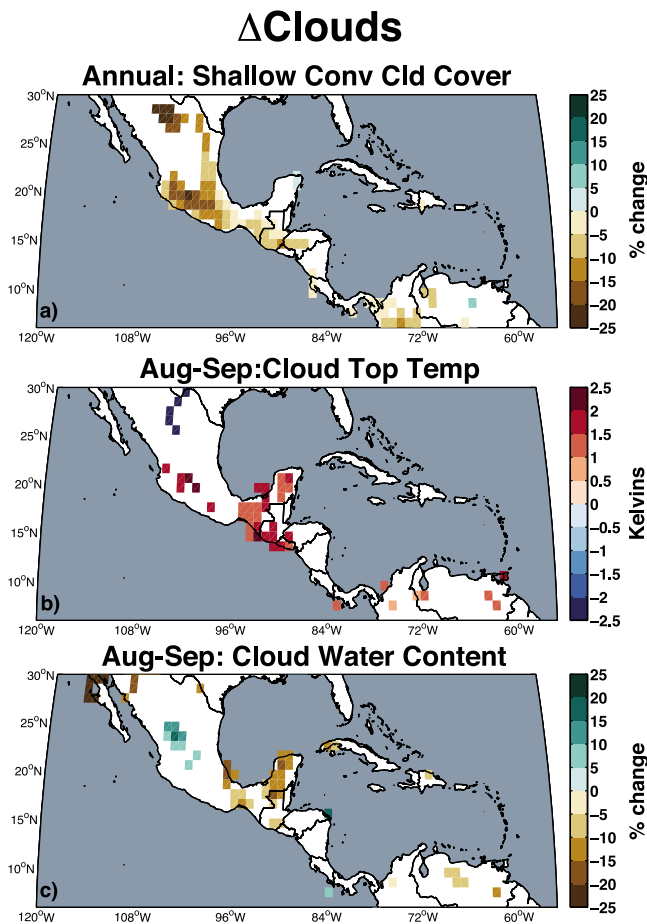 ΔClouds
Annual: Shallow Conv Cld Cover
30°N
25°N
20°N
15°N
10°N
a)
120°W 108°W 96°W 84°W 72°W 60°W
25
20
15
10
5
0
−5
−10
−15
−20
−25
% change
Aug-Sep:Cloud Top Temp
30°N
25°N
20°N
15°N
10°N
b)
120°W 108°W 96°W 84°W 72°W 60°W
2.5
2
1.5
1
0.5
0
−0.5
−1
−1.5
−2
−2.5
Kelvins
Aug-Sep: Cloud Water Content
30°N
25°N
20°N
15°N
10°N
c)
120°W 108°W 96°W 84°W 72°W 60°W
25
20
15
10
5
0
−5
−10
−15
−20
−25
% change